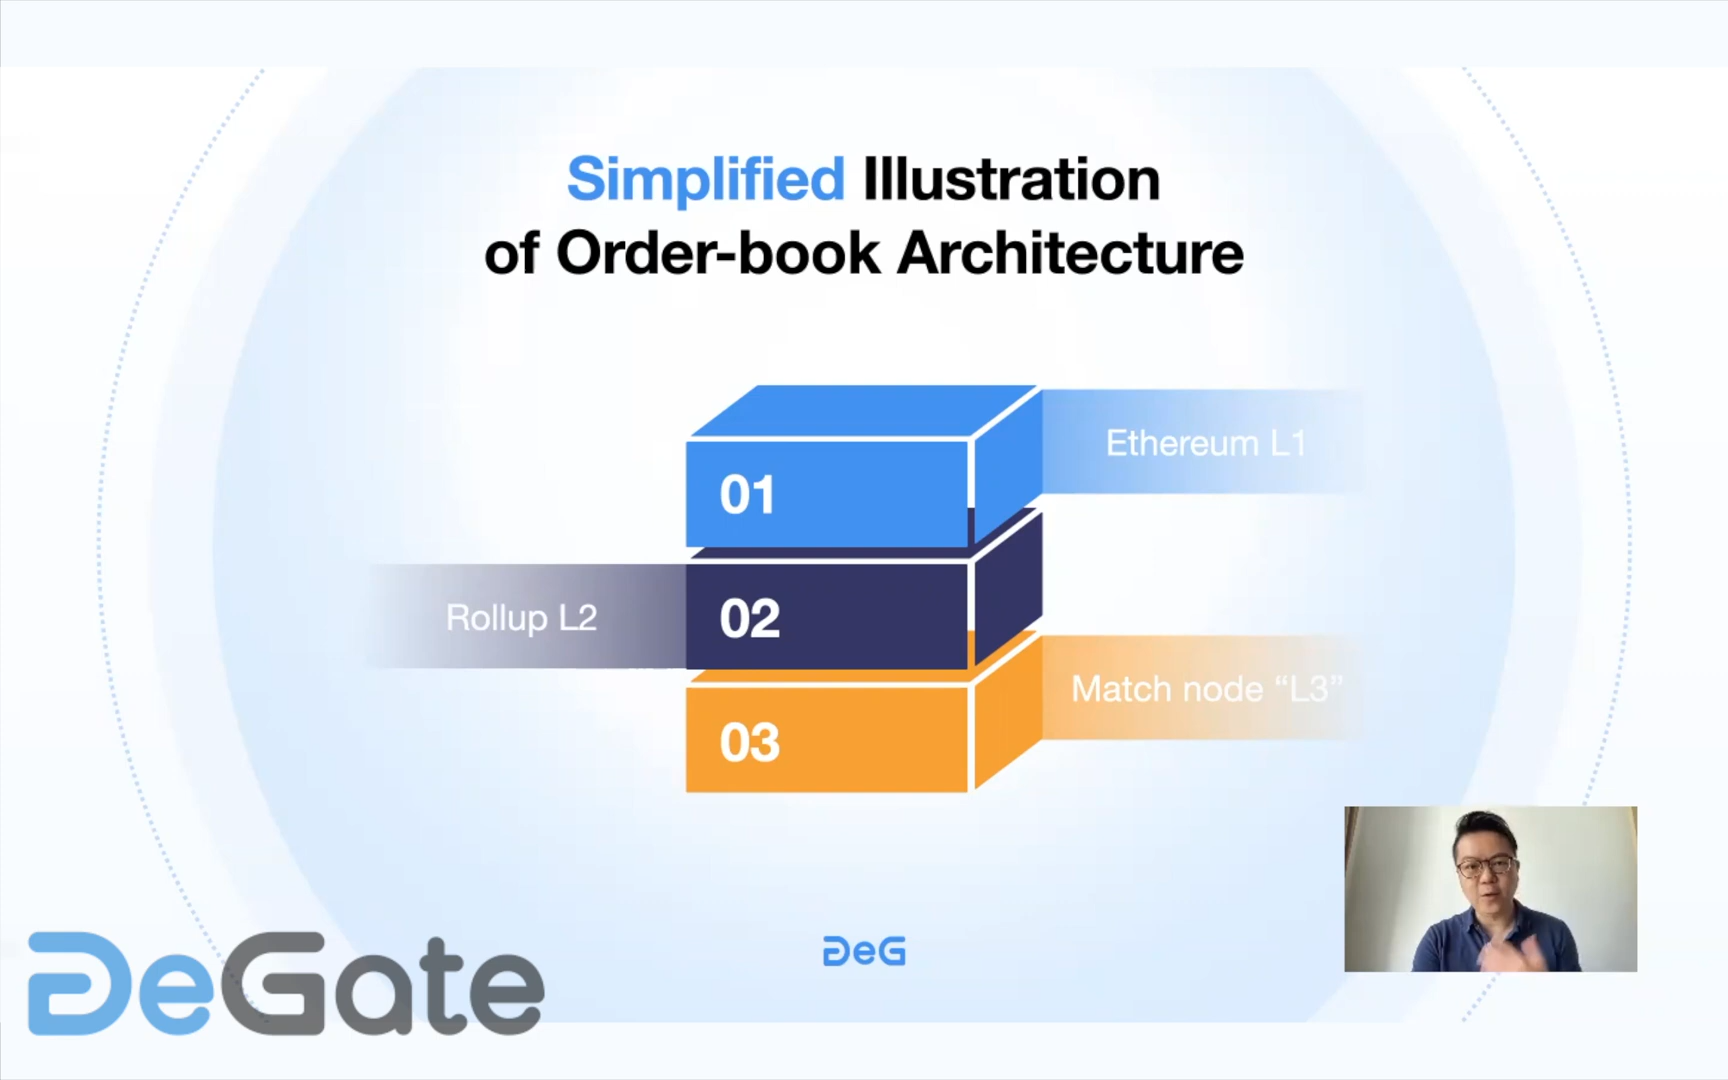 Simplified Illustration
of Order-book Architecture
01
Ethereum L1
Rollup L2
02
Match node “L3”
03
DeG
DeGate